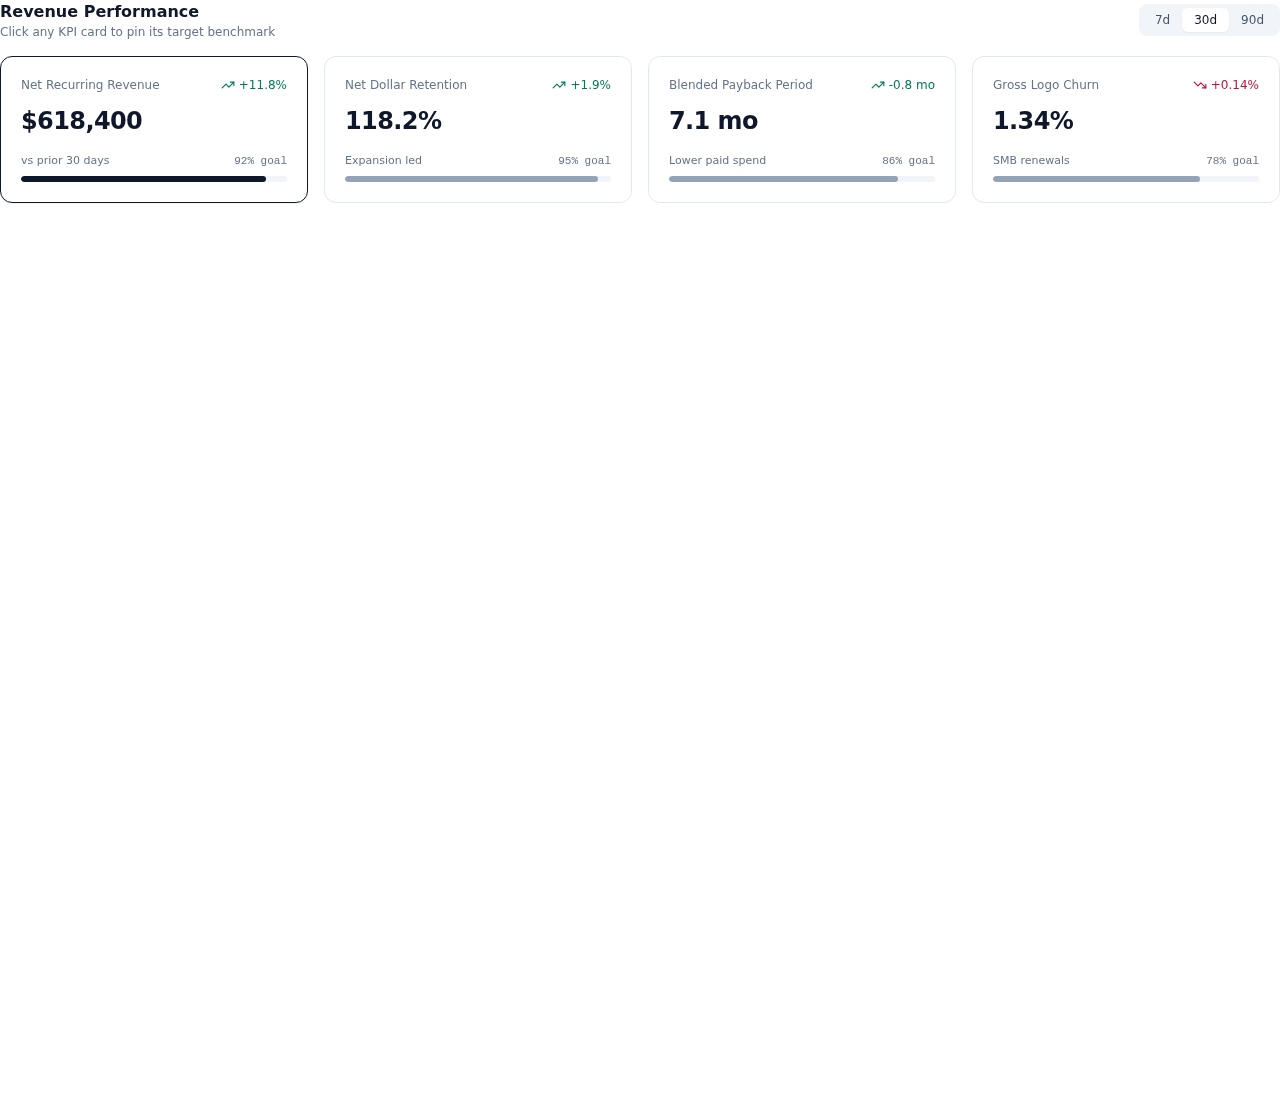 Revenue Performance
Click any KPI card to pin its target benchmark
7d 30d 90d
Net Recurring Revenue +11.8%
$618,400
vs prior 30 days 92% goal
Net Dollar Retention +1.9%
118.2%
Expansion led 95% goal
Blended Payback Period -0.8 mo
7.1 mo
Lower paid spend 86% goal
Gross Logo Churn +0.14%
1.34%
SMB renewals 78% goal